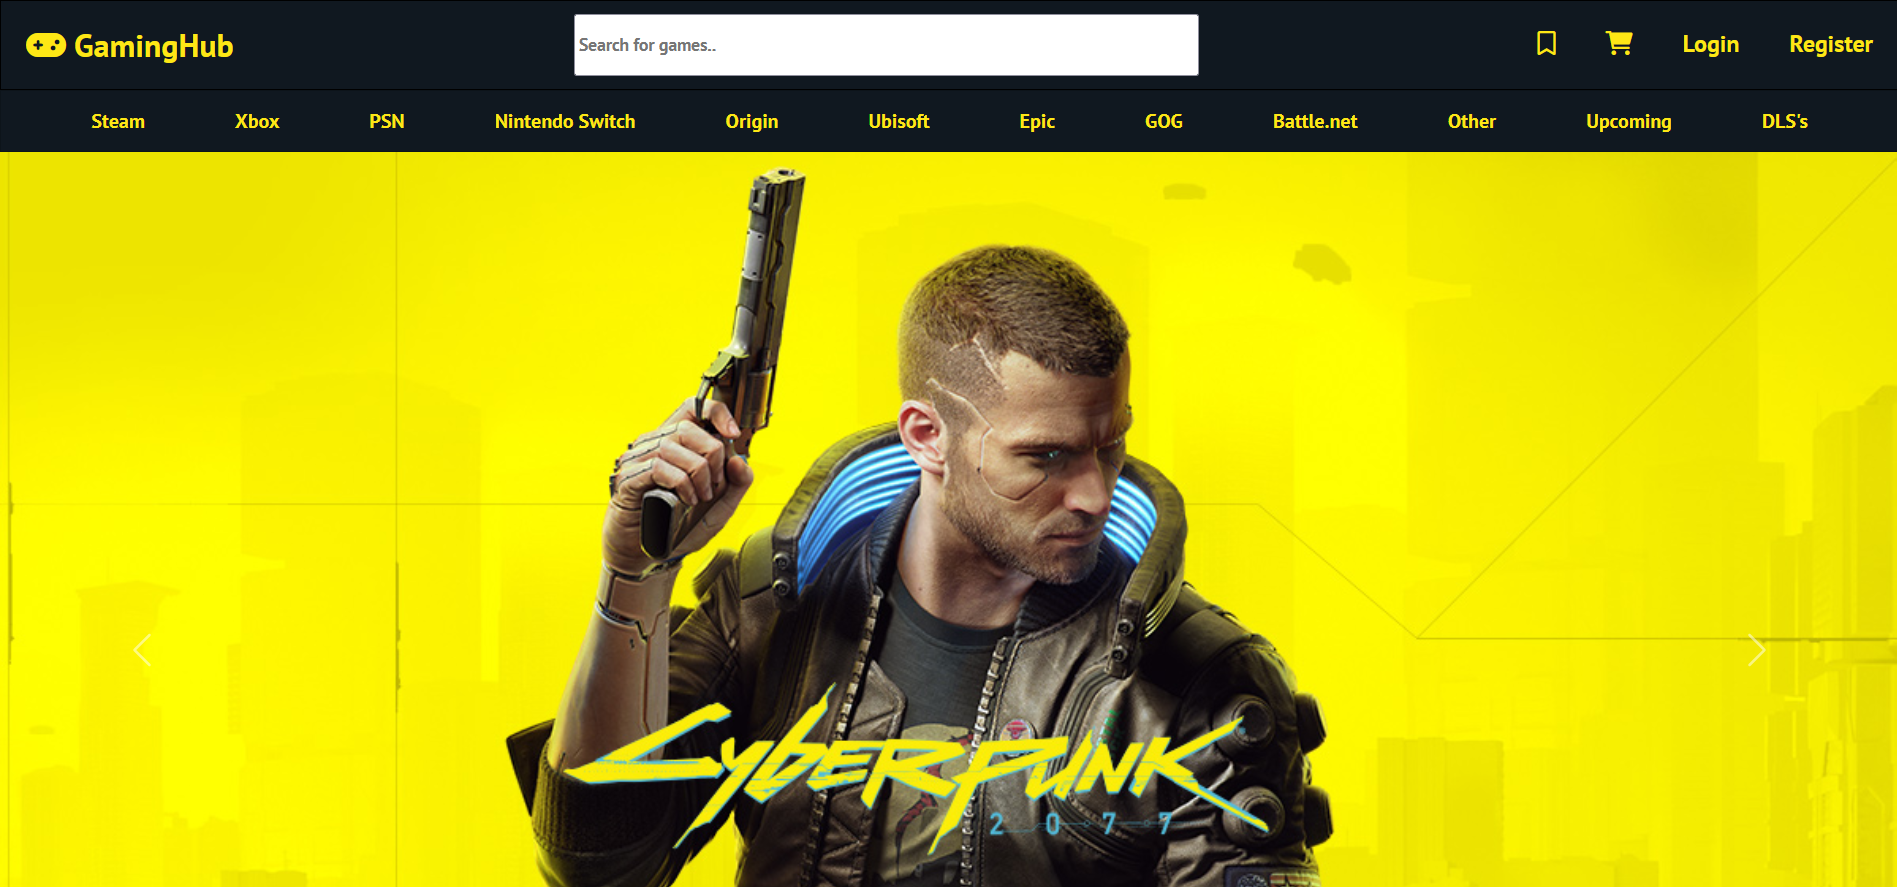 GamingHub
Search for games..
Login
Register
Steam
Xbox
PSN
Nintendo Switch
Origin
Ubisoft
Epic
GOG
Battle.net
Other
Upcoming
DLS's
CYBERPUNK
2077